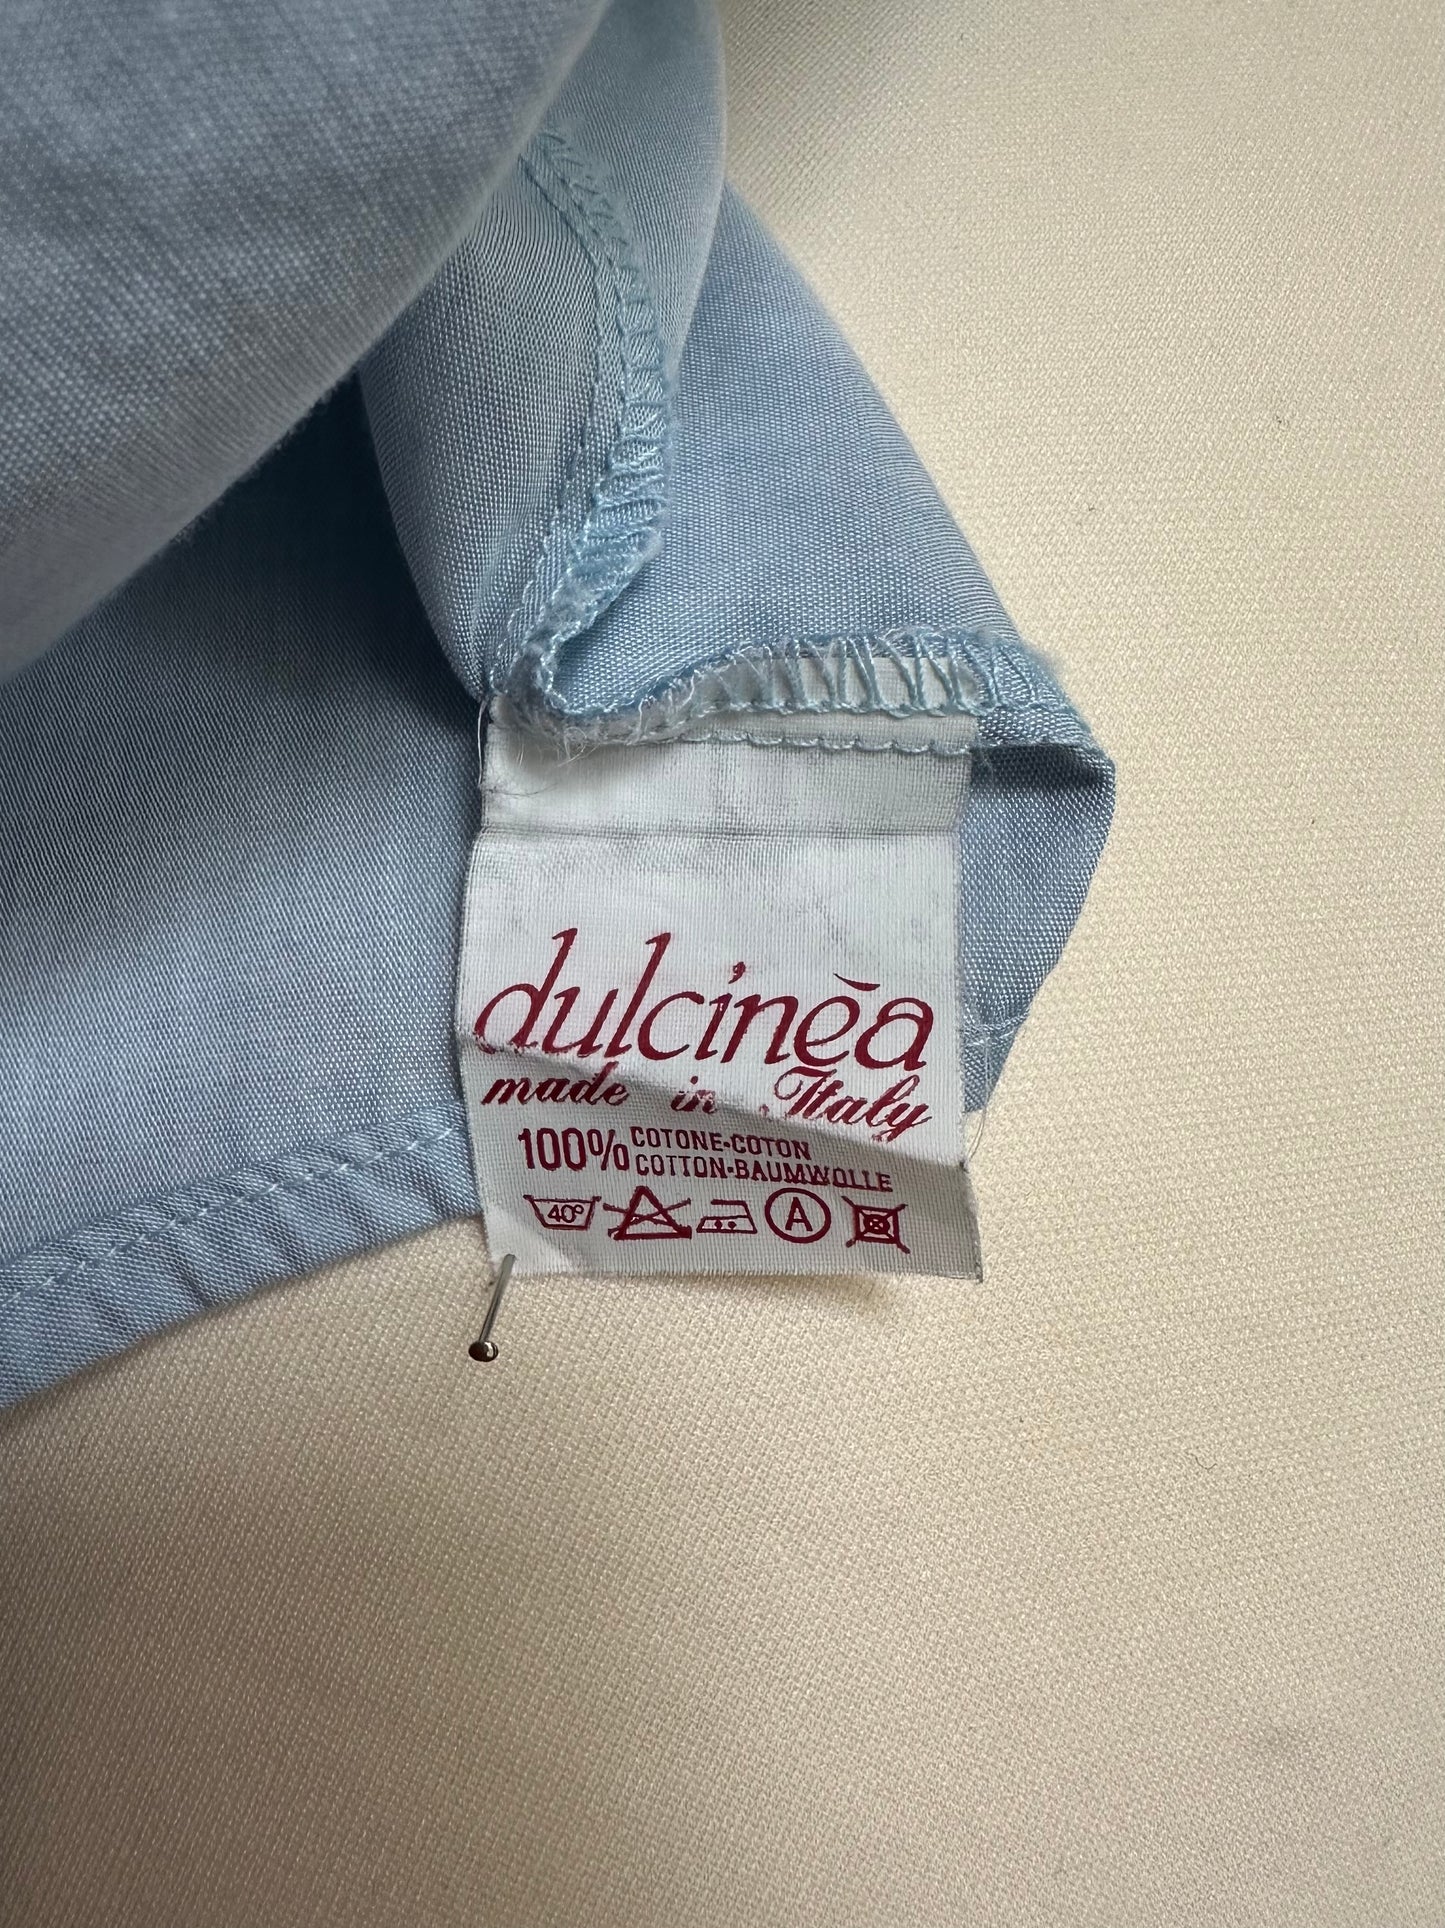 dulcinèa
made in Italy
100% COTONE-COTON
COTTON-BAUMWOLLE
40° A